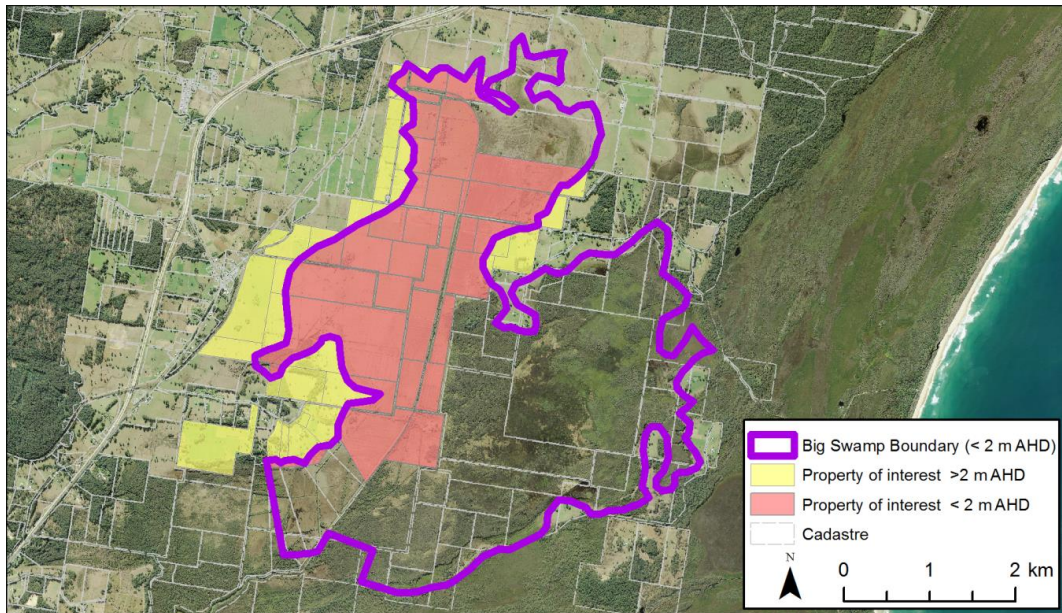 Big Swamp Boundary (< 2 m AHD)
Property of interest >2 m AHD
Property of interest < 2 m AHD
Cadastre
N
0 1 2 km